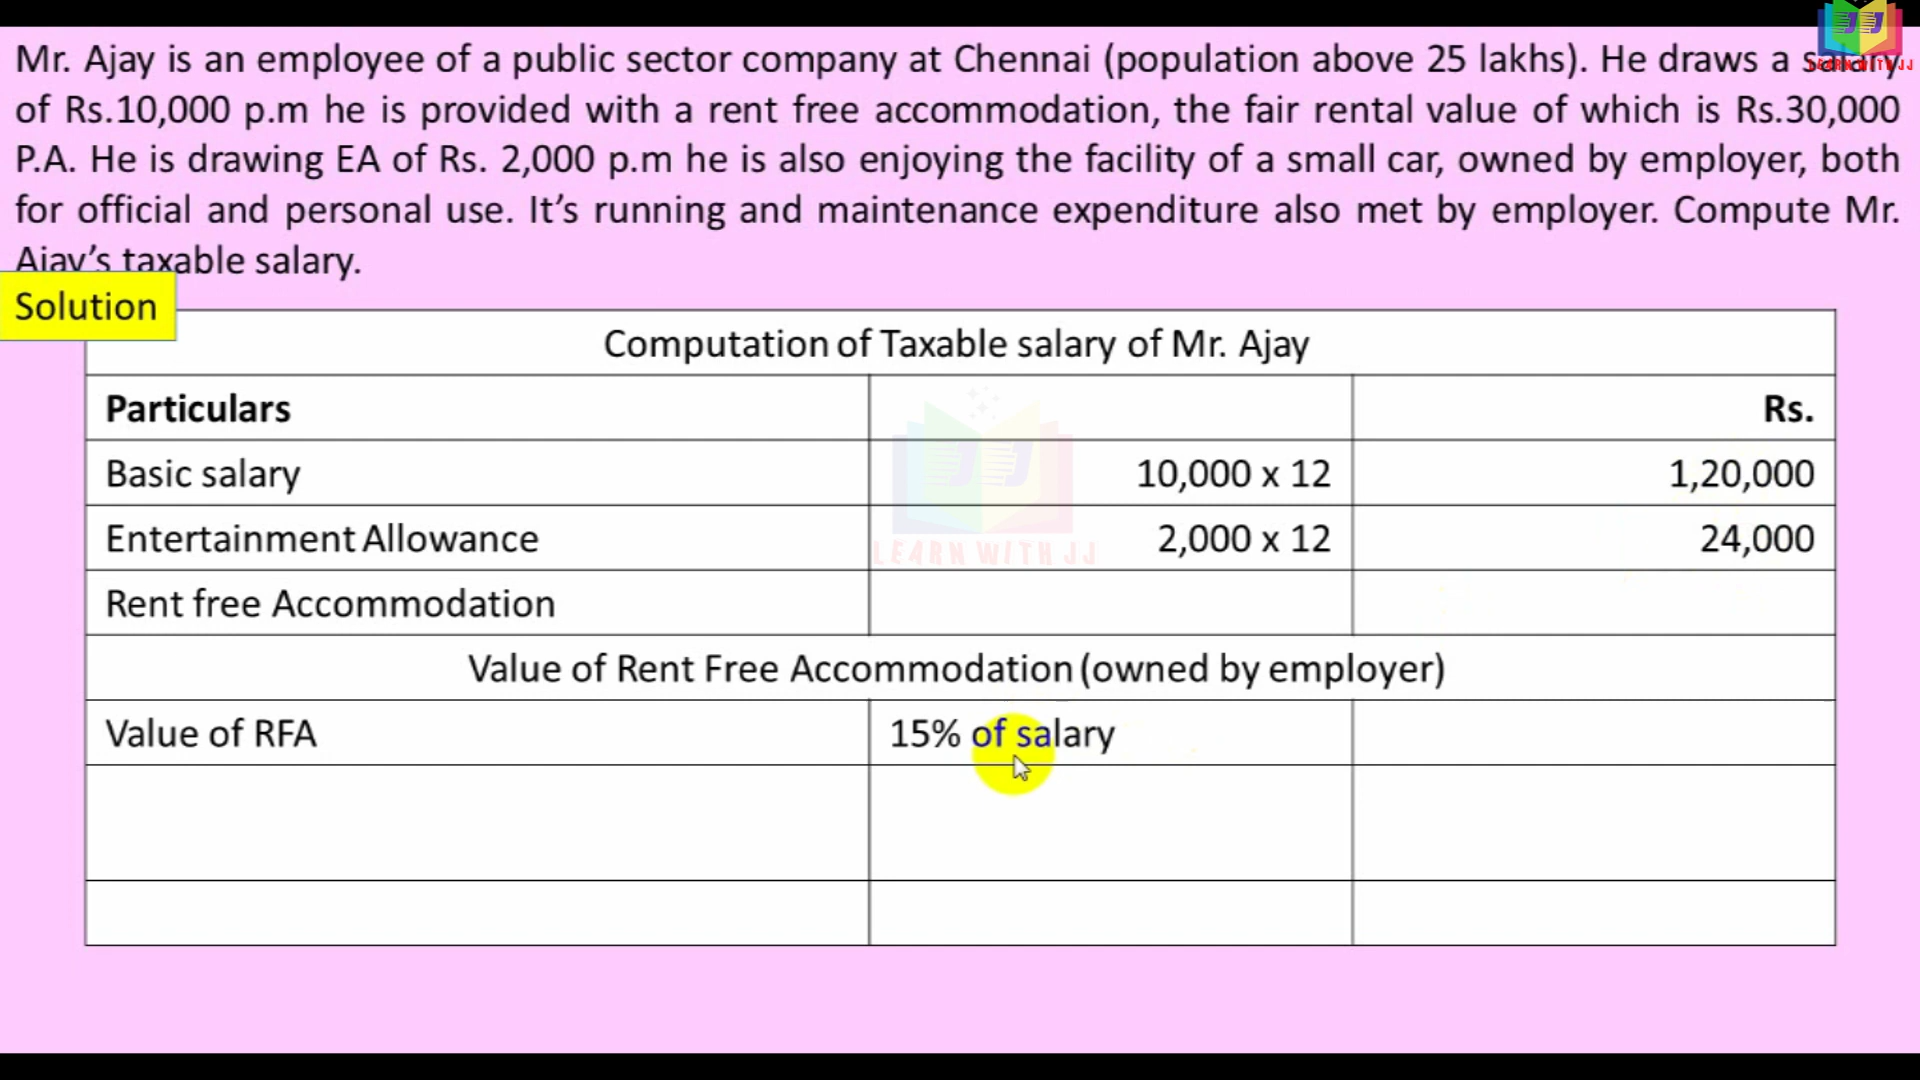 Mr. Ajay is an employee of a public sector company at Chennai (population above 25 lakhs). He draws a salary
of Rs.10,000 p.m he is provided with a rent free accommodation, the fair rental value of which is Rs.30,000
P.A. He is drawing EA of Rs. 2,000 p.m he is also enjoying the facility of a small car, owned by employer, both
for official and personal use. It's running and maintenance expenditure also met by employer. Compute Mr.
Ajay's taxable salary.
LEARN WITH JJ
Solution
Computation of Taxable salary of Mr. Ajay
Particulars Rs.
Basic salary 10,000 x 12 1,20,000
Entertainment Allowance 2,000 x 12 24,000
LEARN WITH JJ
Rent free Accommodation
Value of Rent Free Accommodation (owned by employer)
Value of RFA 15% of salary